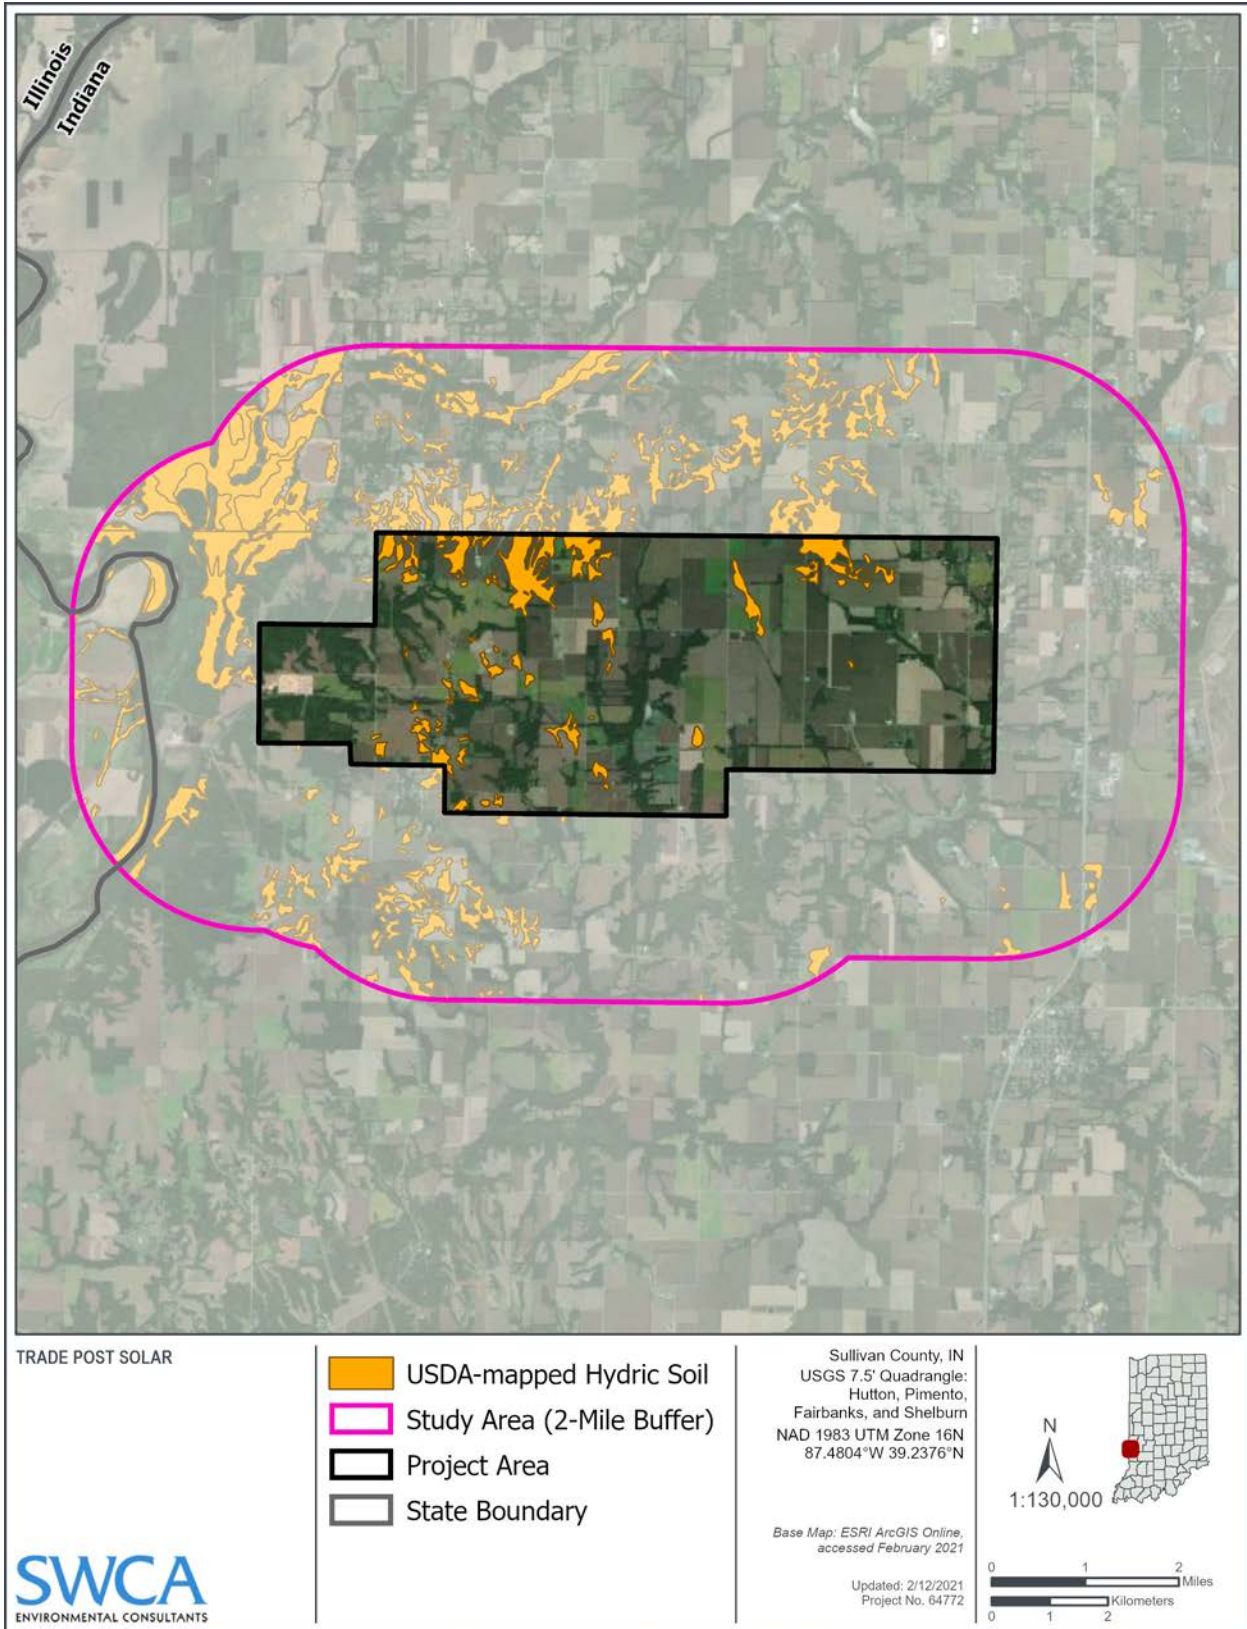 Illinois
Indiana
TRADE POST SOLAR
USDA-mapped Hydric Soil
Study Area (2-Mile Buffer)
Project Area
State Boundary
SWCA
ENVIRONMENTAL CONSULTANTS
Sullivan County, IN
USGS 7.5' Quadrangle:
Hutton, Pimento,
Fairbanks, and Shelburn
NAD 1983 UTM Zone 16N
87.4804°W 39.2376°N
Base Map: ESRI ArcGIS Online,
accessed February 2021
Updated: 2/12/2021
Project No. 64772
N
1:130,000
0 1 2
Miles
Kilometers
0 1 2